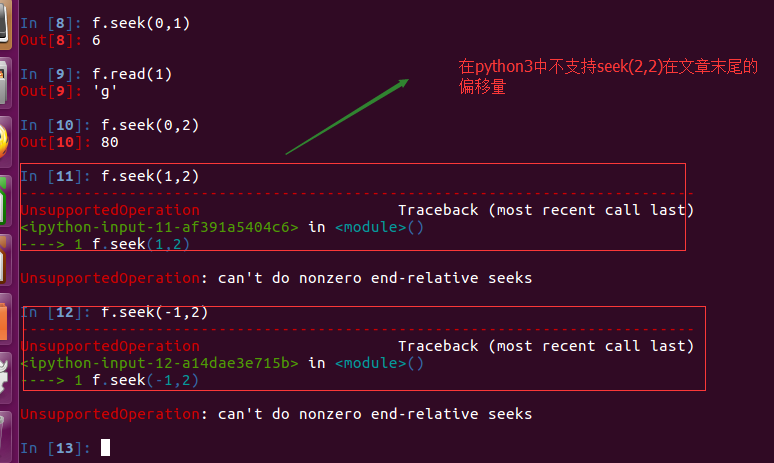 In [8]: f.seek(0,1)
Out[8]: 6
In [9]: f.read(1)
Out[9]: 'g'
在python3中不支持seek(2,2)在文章末尾的
偏移量
In [10]: f.seek(0,2)
Out[10]: 80
In [11]: f.seek(1,2)
---------------------------------------------------------------------------
UnsupportedOperation                      Traceback (most recent call last)
<ipython-input-11-af391a5404c6> in <module>()
----> 1 f.seek(1,2)
UnsupportedOperation: can't do nonzero end-relative seeks
In [12]: f.seek(-1,2)
---------------------------------------------------------------------------
UnsupportedOperation                      Traceback (most recent call last)
<ipython-input-12-a14dae3e715b> in <module>()
----> 1 f.seek(-1,2)
UnsupportedOperation: can't do nonzero end-relative seeks
In [13]: